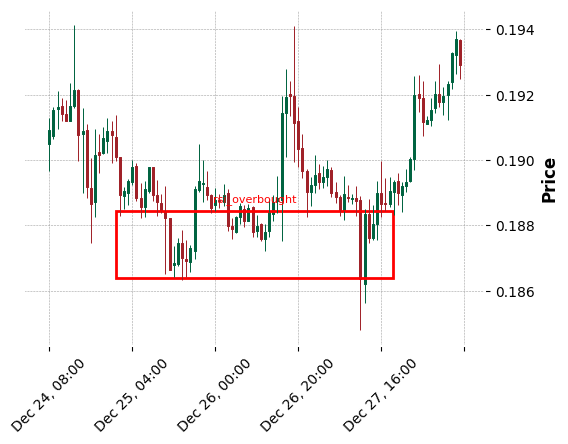 0.194
0.192
0.190
0.188
0.186
Price
_overbought
Dec 24, 08:00
Dec 25, 04:00
Dec 26, 00:00
Dec 26, 20:00
Dec 27, 16:00